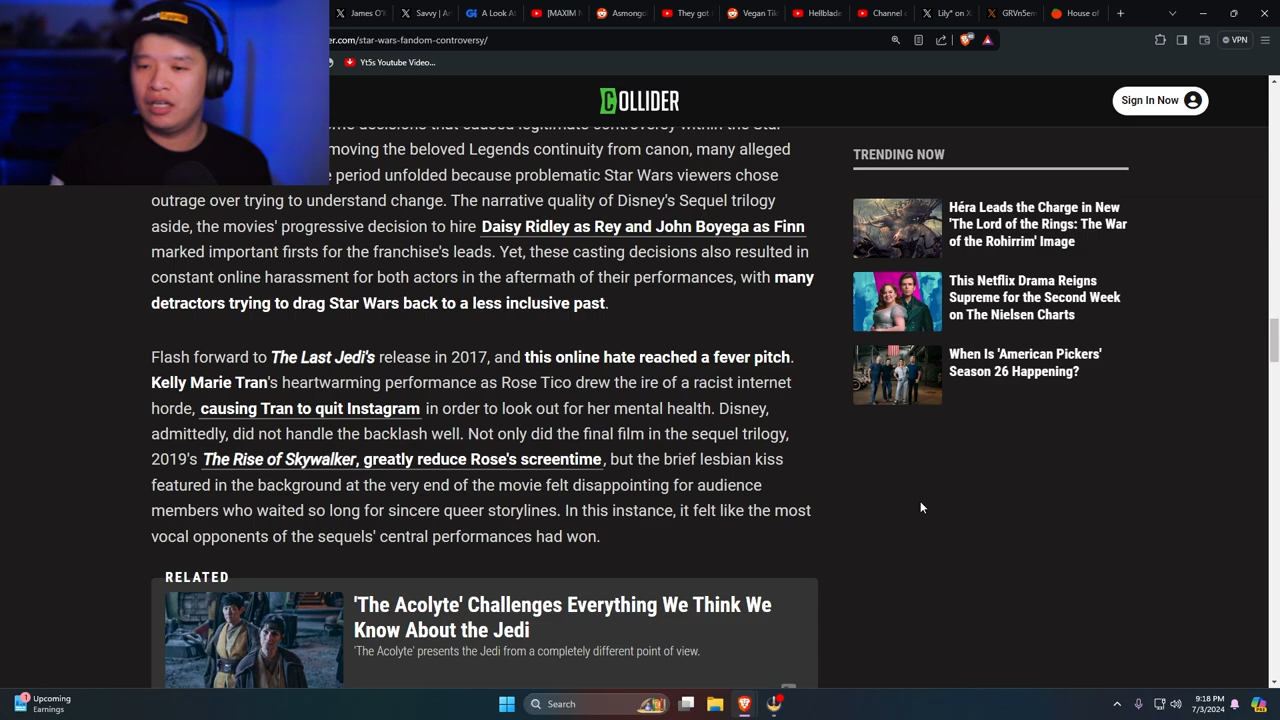 James O'
Savvy | A
A Look A
[MAXIM
Asmong
They got
Vegan Ti
Hellblade
Channel
Lily* on X
GRVn5em
House of
er.com/star-wars-fandom-controversy/
VPN
Yt5s Youtube Video...
COLLIDER
Sign In Now
decisions that caused legitimate controversy within the Star
moving the beloved Legends continuity from canon, many alleged
period unfolded because problematic Star Wars viewers chose
outrage over trying to understand change. The narrative quality of Disney's Sequel trilogy
aside, the movies' progressive decision to hire Daisy Ridley as Rey and John Boyega as Finn
marked important firsts for the franchise's leads. Yet, these casting decisions also resulted in
constant online harassment for both actors in the aftermath of their performances, with many
detractors trying to drag Star Wars back to a less inclusive past.
Flash forward to The Last Jedi's release in 2017, and this online hate reached a fever pitch.
Kelly Marie Tran's heartwarming performance as Rose Tico drew the ire of a racist internet
horde, causing Tran to quit Instagram in order to look out for her mental health. Disney,
admittedly, did not handle the backlash well. Not only did the final film in the sequel trilogy,
2019's The Rise of Skywalker, greatly reduce Rose's screentime, but the brief lesbian kiss
featured in the background at the very end of the movie felt disappointing for audience
members who waited so long for sincere queer storylines. In this instance, it felt like the most
vocal opponents of the sequels' central performances had won.
RELATED
'The Acolyte' Challenges Everything We Think We
Know About the Jedi
'The Acolyte' presents the Jedi from a completely different point of view.
TRENDING NOW
Héra Leads the Charge in New
'The Lord of the Rings: The War
of the Rohirrim' Image
This Netflix Drama Reigns
Supreme for the Second Week
on The Nielsen Charts
When Is 'American Pickers'
Season 26 Happening?
1
Upcoming
Earnings
Search
9:18 PM
7/3/2024